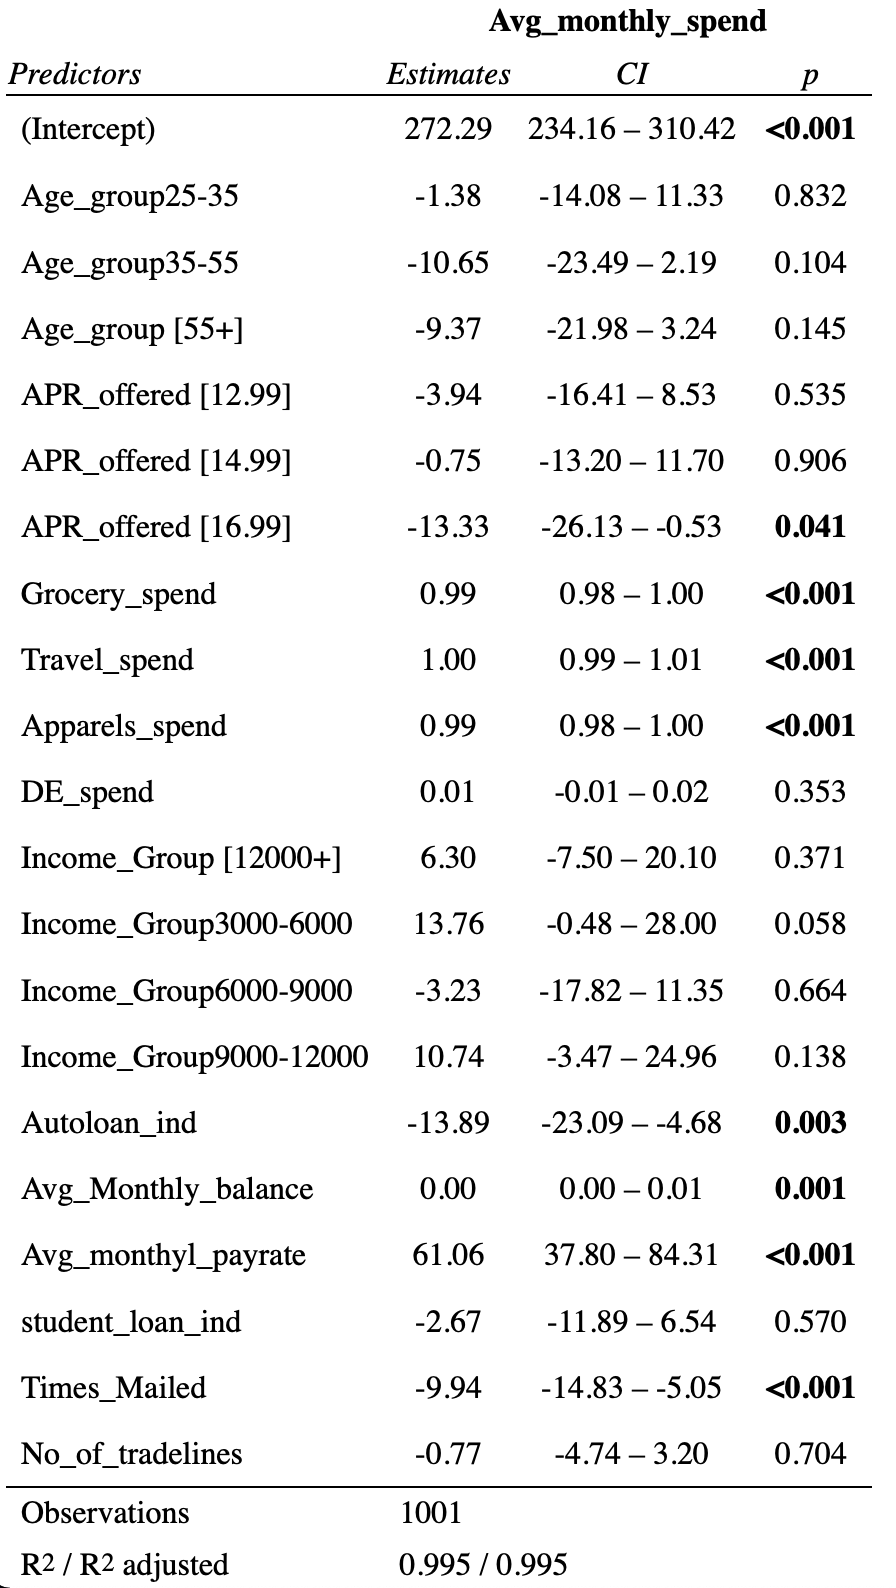 Avg_monthly_spend
Predictors Estimates CI p
(Intercept) 272.29 234.16 – 310.42 <0.001
Age_group25-35 -1.38 -14.08 – 11.33 0.832
Age_group35-55 -10.65 -23.49 – 2.19 0.104
Age_group [55+] -9.37 -21.98 – 3.24 0.145
APR_offered [12.99] -3.94 -16.41 – 8.53 0.535
APR_offered [14.99] -0.75 -13.20 – 11.70 0.906
APR_offered [16.99] -13.33 -26.13 – -0.53 0.041
Grocery_spend 0.99 0.98 – 1.00 <0.001
Travel_spend 1.00 0.99 – 1.01 <0.001
Apparels_spend 0.99 0.98 – 1.00 <0.001
DE_spend 0.01 -0.01 – 0.02 0.353
Income_Group [12000+] 6.30 -7.50 – 20.10 0.371
Income_Group3000-6000 13.76 -0.48 – 28.00 0.058
Income_Group6000-9000 -3.23 -17.82 – 11.35 0.664
Income_Group9000-12000 10.74 -3.47 – 24.96 0.138
Autoloan_ind -13.89 -23.09 – -4.68 0.003
Avg_Monthly_balance 0.00 0.00 – 0.01 0.001
Avg_monthyl_payrate 61.06 37.80 – 84.31 <0.001
student_loan_ind -2.67 -11.89 – 6.54 0.570
Times_Mailed -9.94 -14.83 – -5.05 <0.001
No_of_tradelines -0.77 -4.74 – 3.20 0.704
Observations 1001
R2 / R2 adjusted 0.995 / 0.995